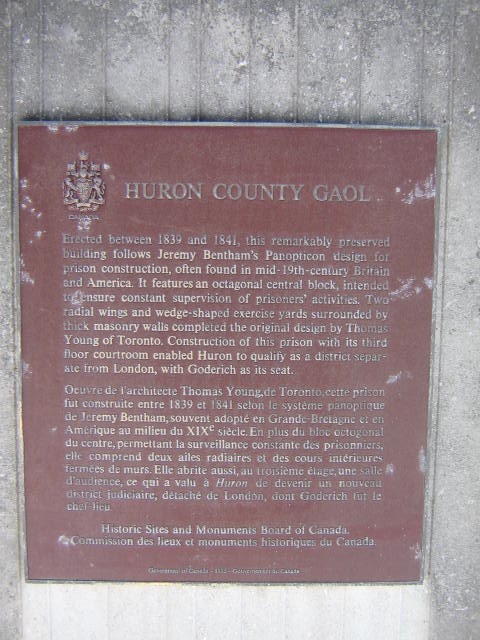 CANADA
HURON COUNTY GAOL
Erected between 1839 and 1841, this remarkably preserved
building follows Jeremy Bentham's Panopticon design for
prison construction, often found in mid-19th-century Britain
and America. It features an octagonal central block, intended
to ensure constant supervision of prisoners' activities. Two
radial wings and wedge-shaped exercise yards surrounded by
thick masonry walls completed the original design by Thomas
Young of Toronto. Construction of this prison with its third
floor courtroom enabled Huron to qualify as a district separ-
ate from London, with Goderich as its seat.
Oeuvre de l'architecte Thomas Young, de Toronto, cette prison
fut construite entre 1839 et 1841 selon le système panoptique
de Jeremy Bentham, souvent adopté en Grande-Bretagne et en
Amérique au milieu du XIXe siècle. En plus du bloc octogonal
du centre, permettant la surveillance constante des prisonniers,
elle comprend deux ailes radiaires et des cours intérieures
fermées de murs. Elle abrite aussi, au troisième étage, une salle
d'audience, ce qui a valu à Huron de devenir un nouveau
district judiciaire, détaché de London, dont Goderich fut le
chef-lieu.
Historic Sites and Monuments Board of Canada.
Commission des lieux et monuments historiques du Canada.
Government of Canada - Gouvernement du Canada